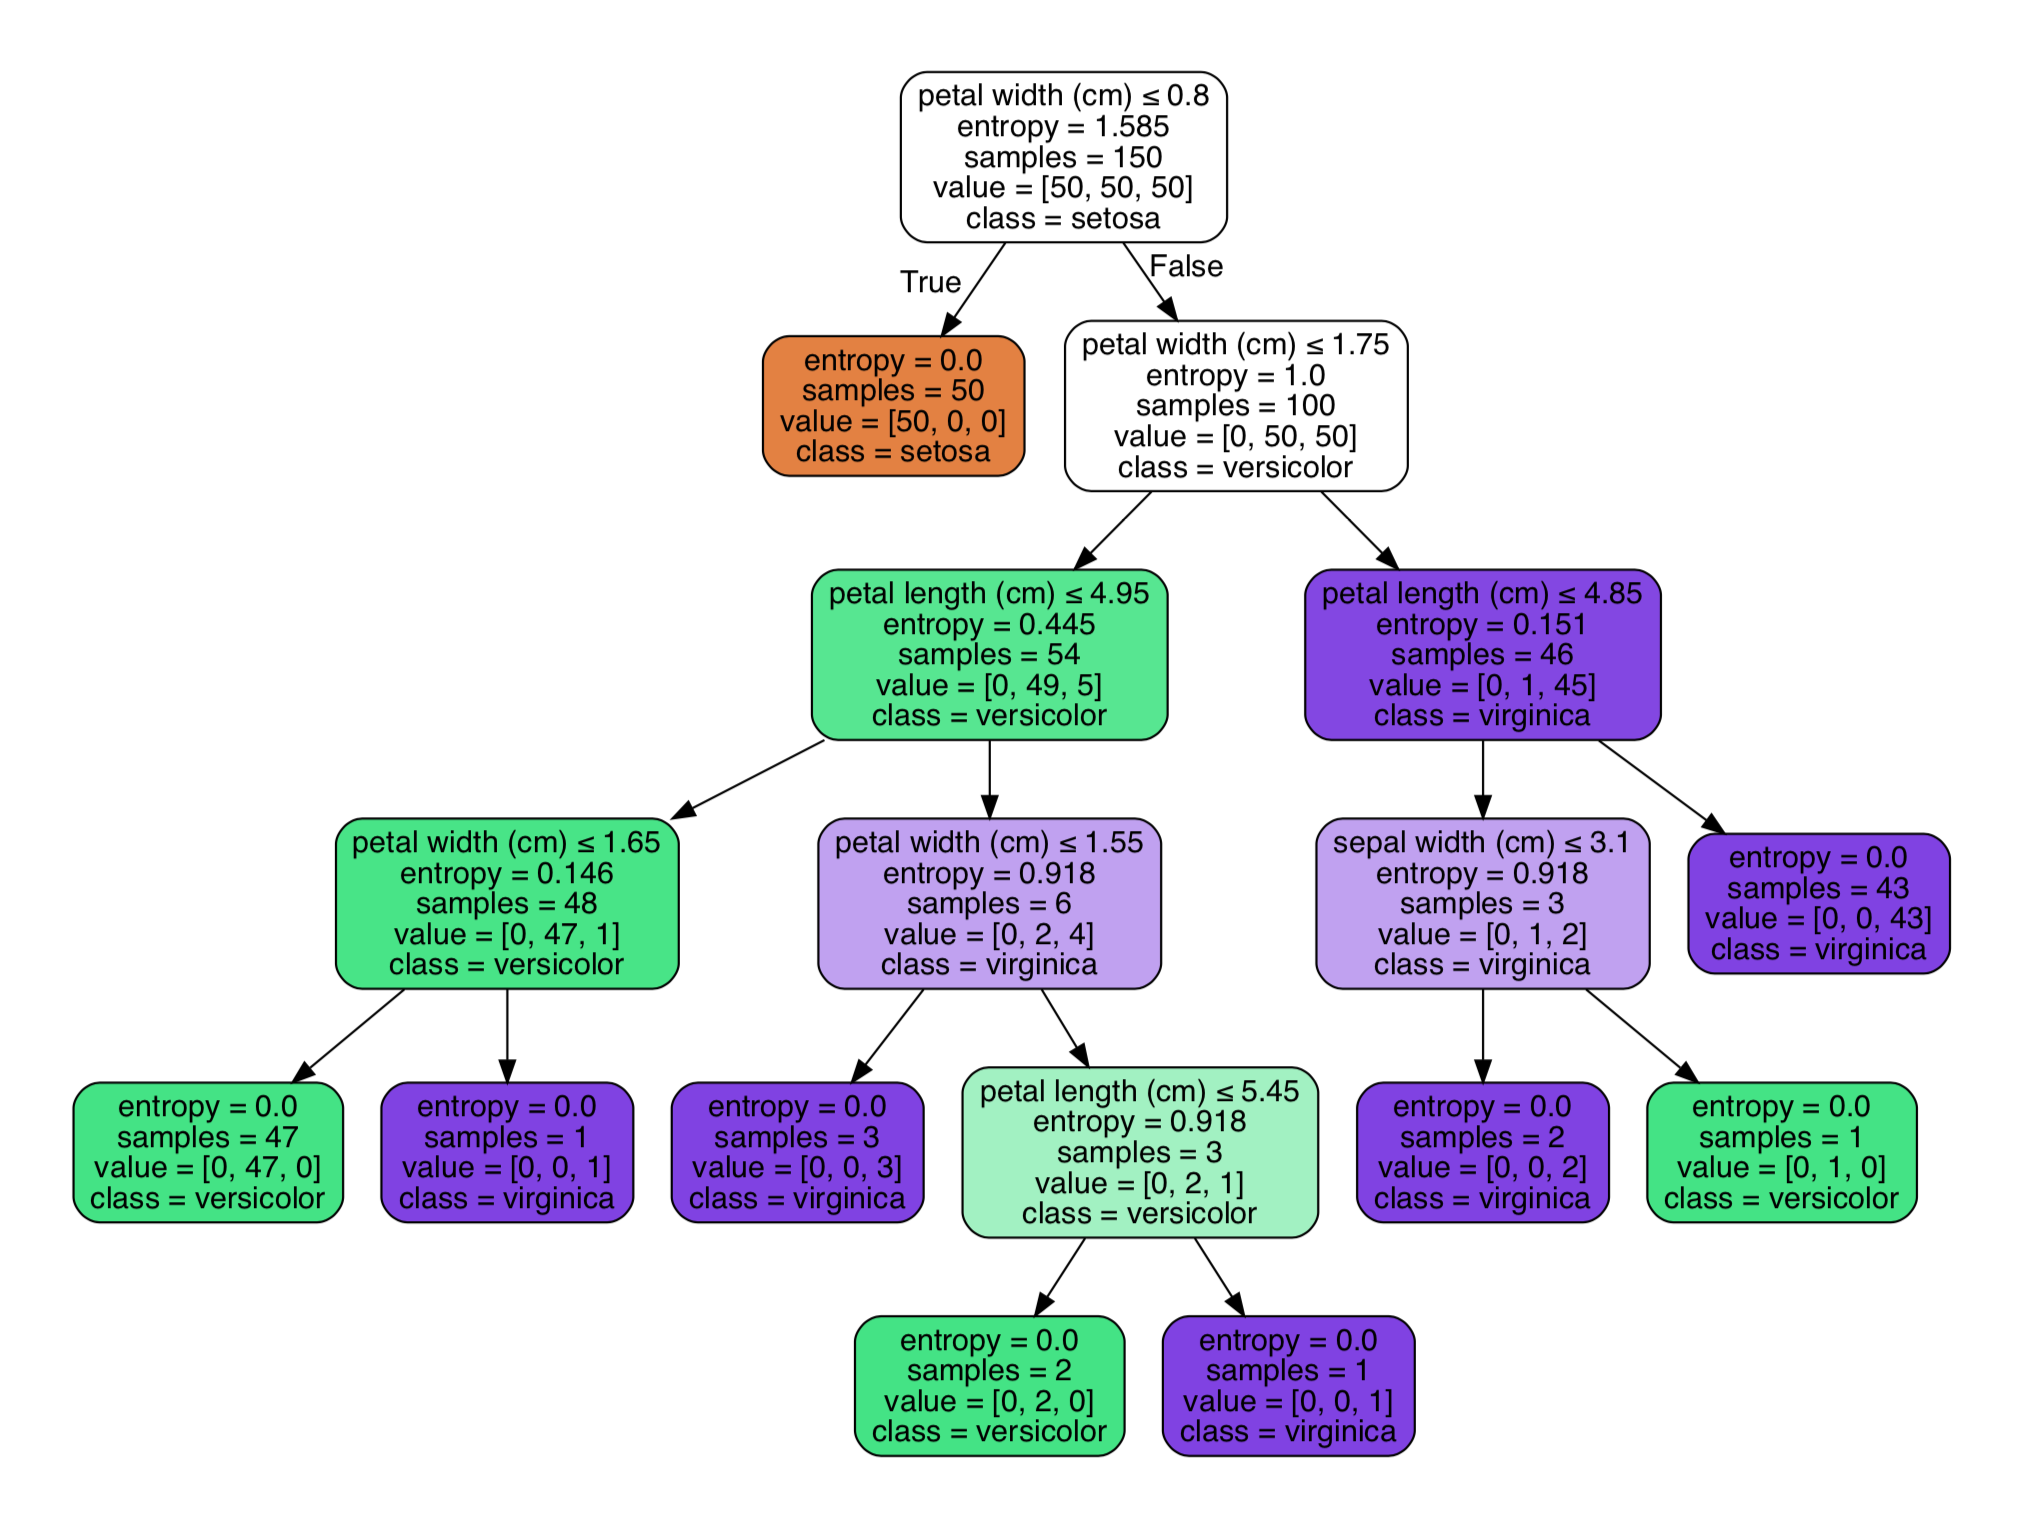 petal width (cm) ≤ 0.8
entropy = 1.585
samples = 150
value = [50, 50, 50]
class = setosa
True
False
entropy = 0.0
samples = 50
value = [50, 0, 0]
class = setosa
petal width (cm) ≤ 1.75
entropy = 1.0
samples = 100
value = [0, 50, 50]
class = versicolor
petal length (cm) ≤ 4.95
entropy = 0.445
samples = 54
value = [0, 49, 5]
class = versicolor
petal length (cm) ≤ 4.85
entropy = 0.151
samples = 46
value = [0, 1, 45]
class = virginica
petal width (cm) ≤ 1.65
entropy = 0.146
samples = 48
value = [0, 47, 1]
class = versicolor
petal width (cm) ≤ 1.55
entropy = 0.918
samples = 6
value = [0, 2, 4]
class = virginica
sepal width (cm) ≤ 3.1
entropy = 0.918
samples = 3
value = [0, 1, 2]
class = virginica
entropy = 0.0
samples = 43
value = [0, 0, 43]
class = virginica
entropy = 0.0
samples = 47
value = [0, 47, 0]
class = versicolor
entropy = 0.0
samples = 1
value = [0, 0, 1]
class = virginica
entropy = 0.0
samples = 3
value = [0, 0, 3]
class = virginica
petal length (cm) ≤ 5.45
entropy = 0.918
samples = 3
value = [0, 2, 1]
class = versicolor
entropy = 0.0
samples = 2
value = [0, 0, 2]
class = virginica
entropy = 0.0
samples = 1
value = [0, 1, 0]
class = versicolor
entropy = 0.0
samples = 2
value = [0, 2, 0]
class = versicolor
entropy = 0.0
samples = 1
value = [0, 0, 1]
class = virginica